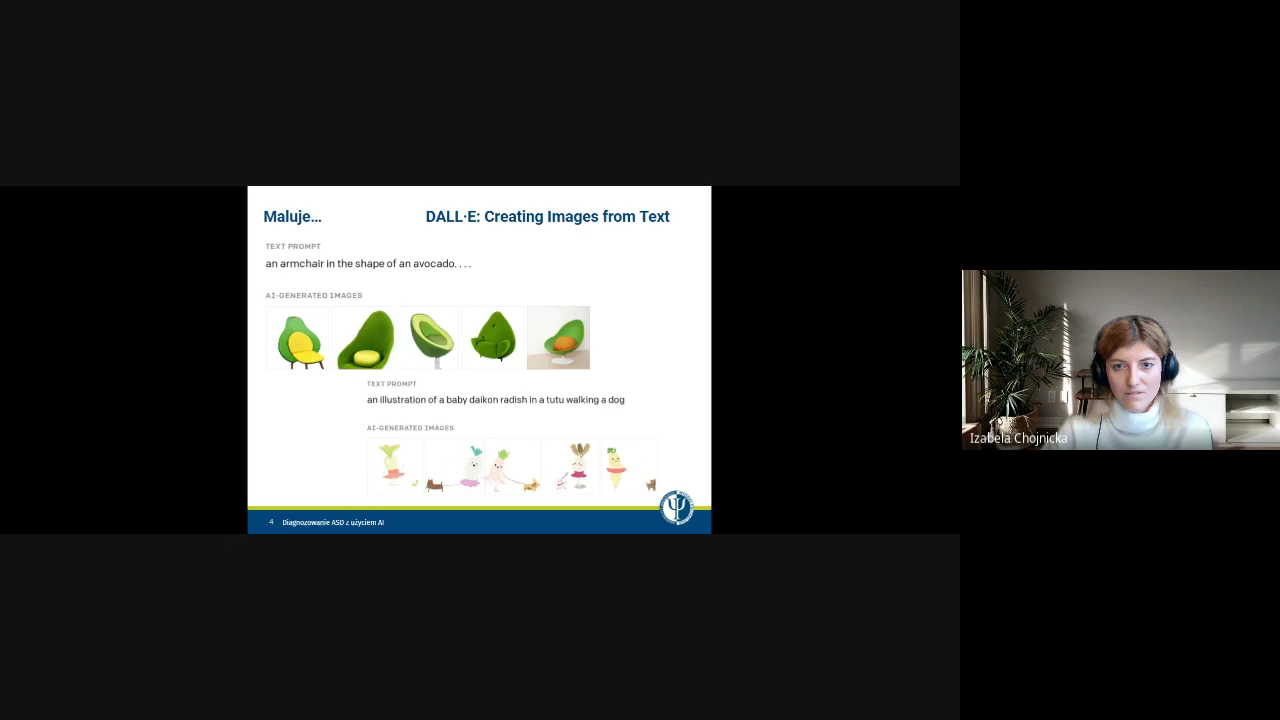 Maluje...
DALL·E: Creating Images from Text
TEXT PROMPT
an armchair in the shape of an avocado. . . .
AI-GENERATED IMAGES
TEXT PROMPT
an illustration of a baby daikon radish in a tutu walking a dog
AI-GENERATED IMAGES
4 Diagnozowanie ASD z użyciem AI
Izabela Chojnicka